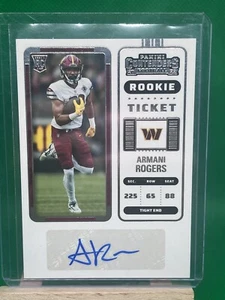 RC
PANINI
CONTENDERS
ROOKIE
TICKET
W
ARMANI
ROGERS
SEC. ROW SEAT
225 65 88
TIGHT END